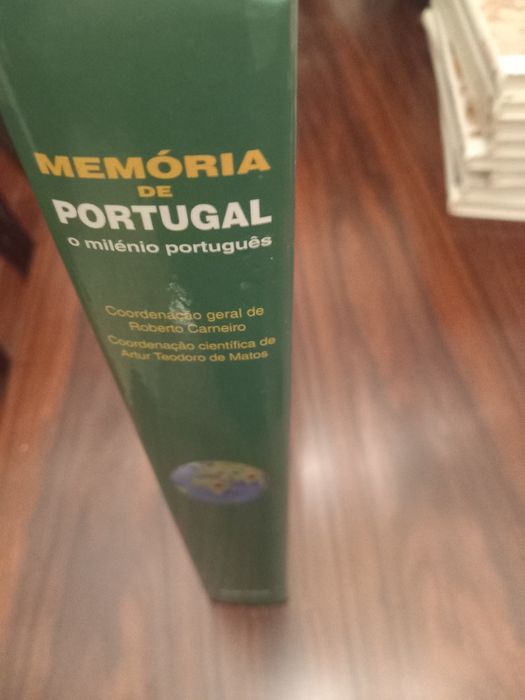 MEMÓRIA
DE
PORTUGAL
o milénio português
Coordenação geral de
Roberto Carneiro
Coordenação científica de
Artur Teodoro de Matos